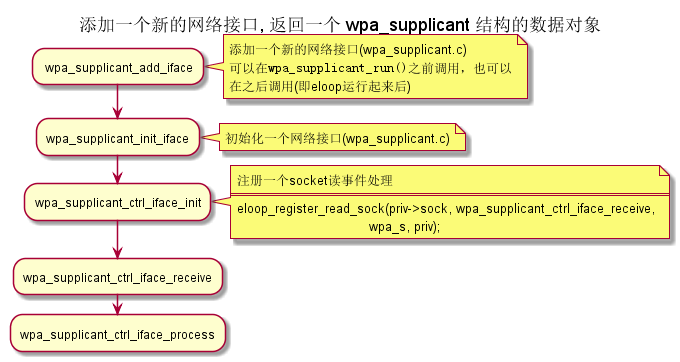 添加一个新的网络接口, 返回一个 wpa_supplicant 结构的数据对象
wpa_supplicant_add_iface
添加一个新的网络接口(wpa_supplicant.c)
可以在wpa_supplicant_run()之前调用，也可以
在之后调用(即eloop运行起来后)
wpa_supplicant_init_iface
初始化一个网络接口(wpa_supplicant.c)
wpa_supplicant_ctrl_iface_init
注册一个socket读事件处理
eloop_register_read_sock(priv->sock, wpa_supplicant_ctrl_iface_receive,
wpa_s, priv);
wpa_supplicant_ctrl_iface_receive
wpa_supplicant_ctrl_iface_process